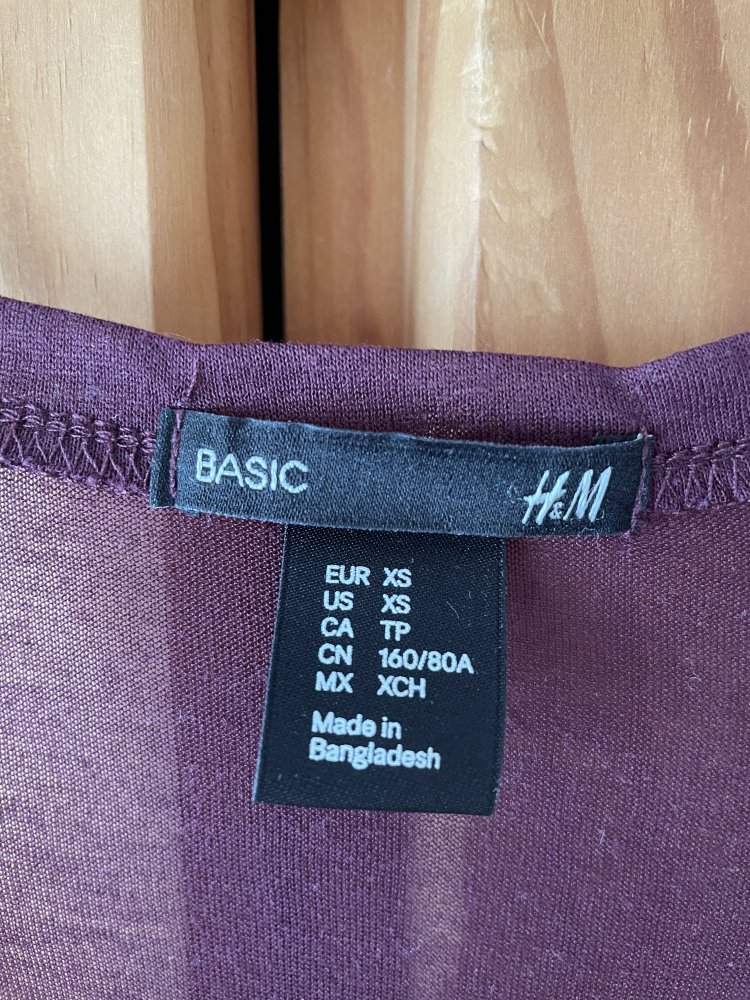 BASIC H&M
EUR XS
US XS
CA TP
CN 160/80A
MX XCH
Made in
Bangladesh